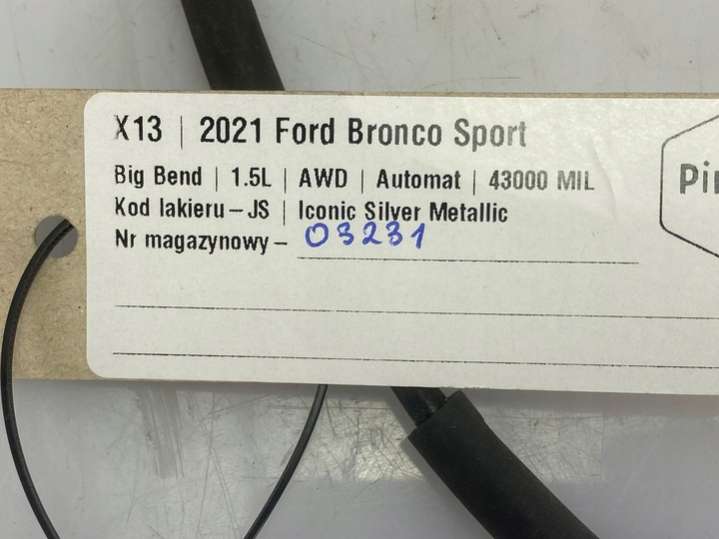 X13 | 2021 Ford Bronco Sport
Big Bend | 1.5L | AWD | Automat | 43000 MIL
Kod lakieru – JS | Iconic Silver Metallic
Nr magazynowy – 03231